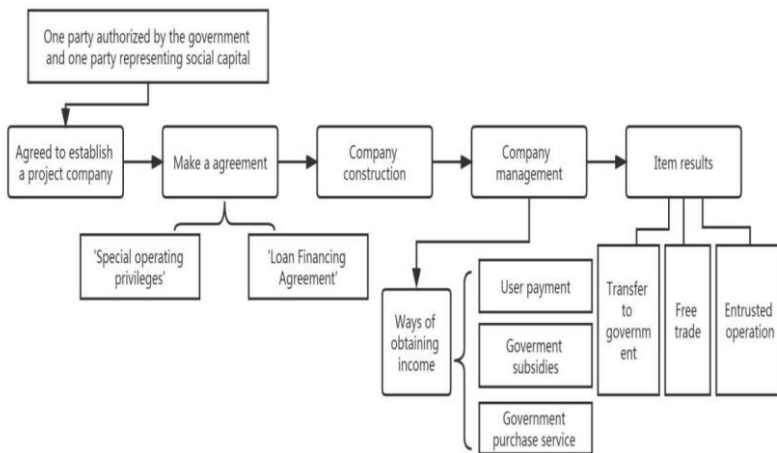 One party authorized by the government
and one party representing social capital
Agreed to establish
a project company
Make a agreement
Company
construction
Company
management
Item results
'Special operating
privileges'
'Loan Financing
Agreement'
Ways of
obtaining
income
User payment
Goverment
subsidies
Government
purchase service
Transfer
to
governm
ent
Free
trade
Entrusted
operation